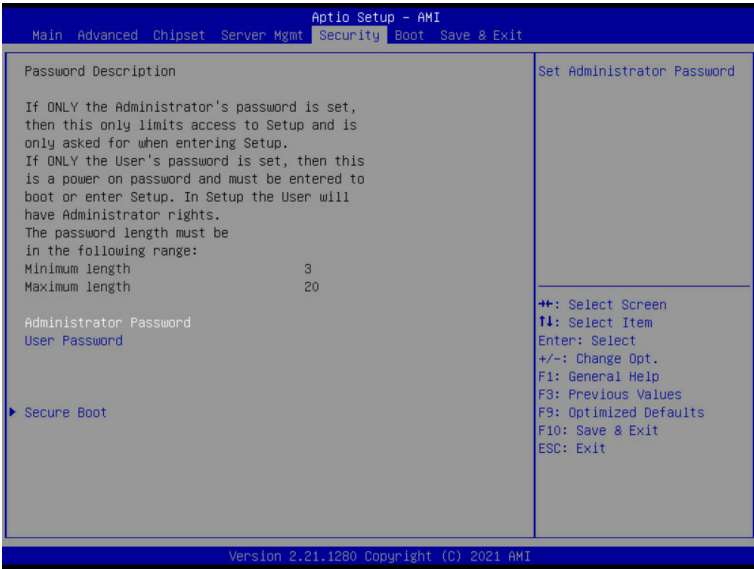 Aptio Setup – AMI
Main Advanced Chipset Server Mgmt Security Boot Save & Exit
Password Description
If ONLY the Administrator's password is set,
then this only limits access to Setup and is
only asked for when entering Setup.
If ONLY the User's password is set, then this
is a power on password and must be entered to
boot or enter Setup. In Setup the User will
have Administrator rights.
The password length must be
in the following range:
Minimum length 3
Maximum length 20
Administrator Password
User Password
Secure Boot
Set Administrator Password
→←: Select Screen
↑↓: Select Item
Enter: Select
+/-: Change Opt.
F1: General Help
F3: Previous Values
F9: Optimized Defaults
F10: Save & Exit
ESC: Exit
Version 2.21.1280 Copyright (C) 2021 AMI